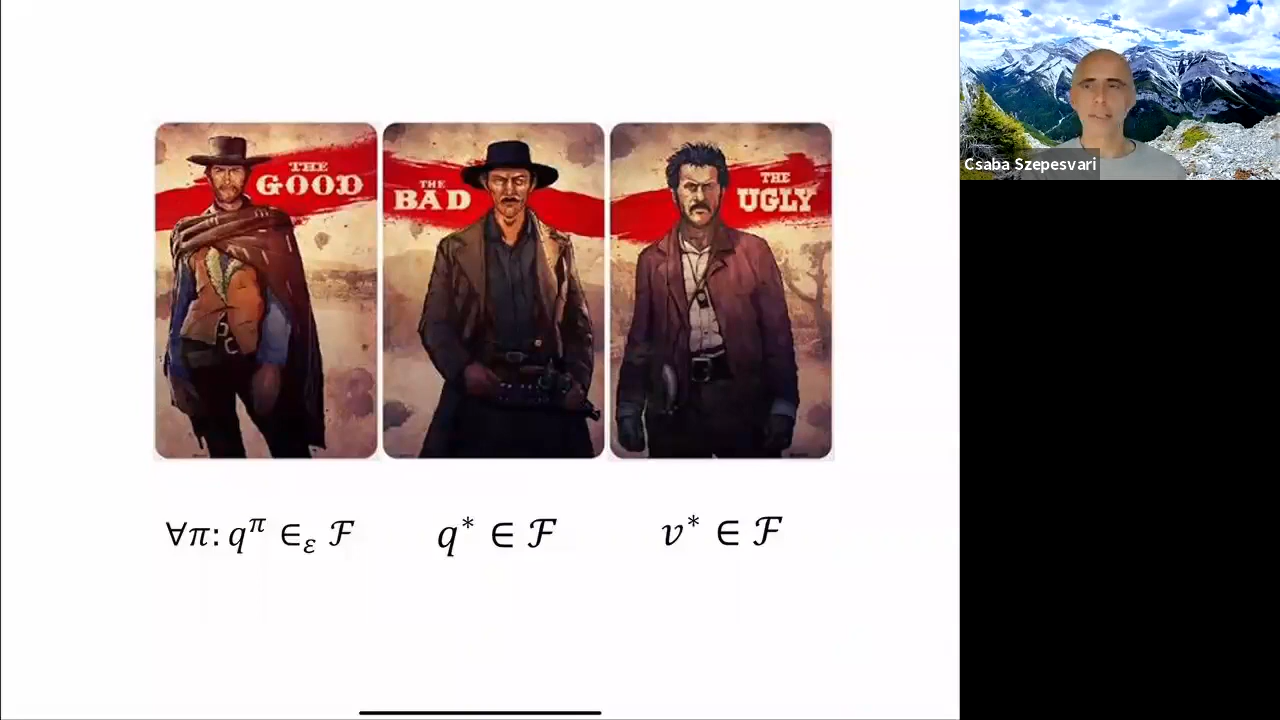 THE
GOOD
THE
BAD
THE
UGLY
∀π: q^π ∈_ε ℱ
q* ∈ ℱ
v* ∈ ℱ
Csaba Szepesvari